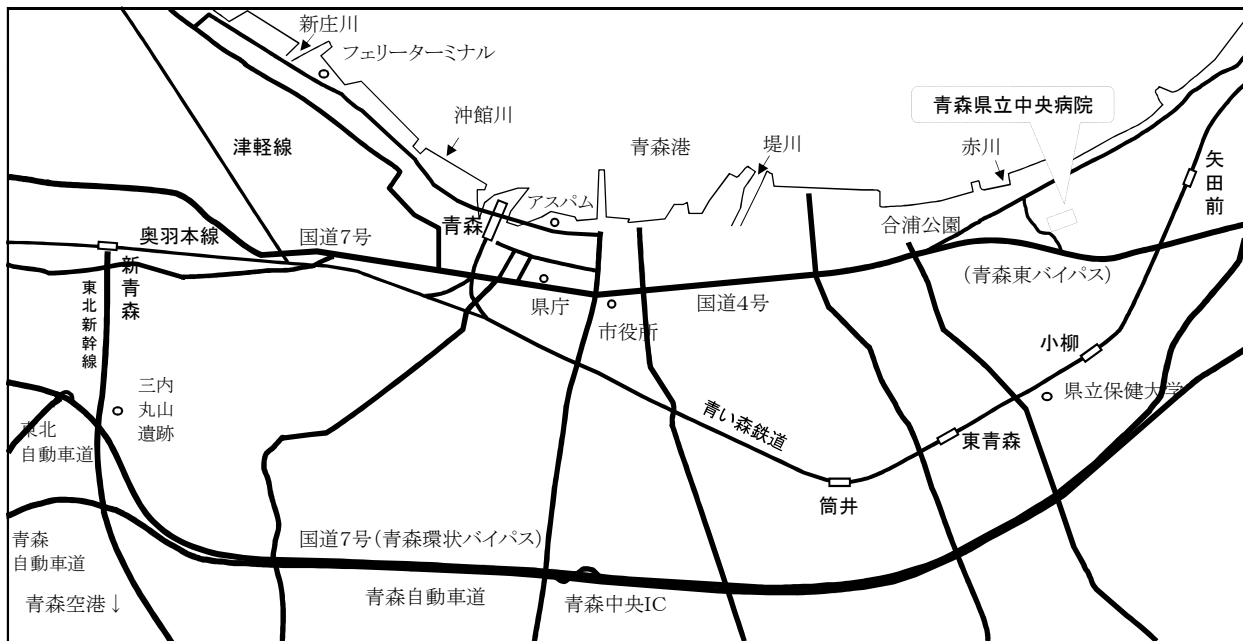 新庄川
フェリーターミナル
沖館川
青森港
堤川
赤川
青森県立中央病院
津軽線
矢田前
アスパム
青森
合浦公園
奥羽本線
国道7号
新青森
東北新幹線
県庁
市役所
国道4号
(青森東バイパス)
小柳
三内
丸山
遺跡
県立保健大学
東北
自動車道
青い森鉄道
東青森
筒井
青森
自動車道
国道7号(青森環状バイパス)
青森自動車道
青森中央IC
青森空港↓